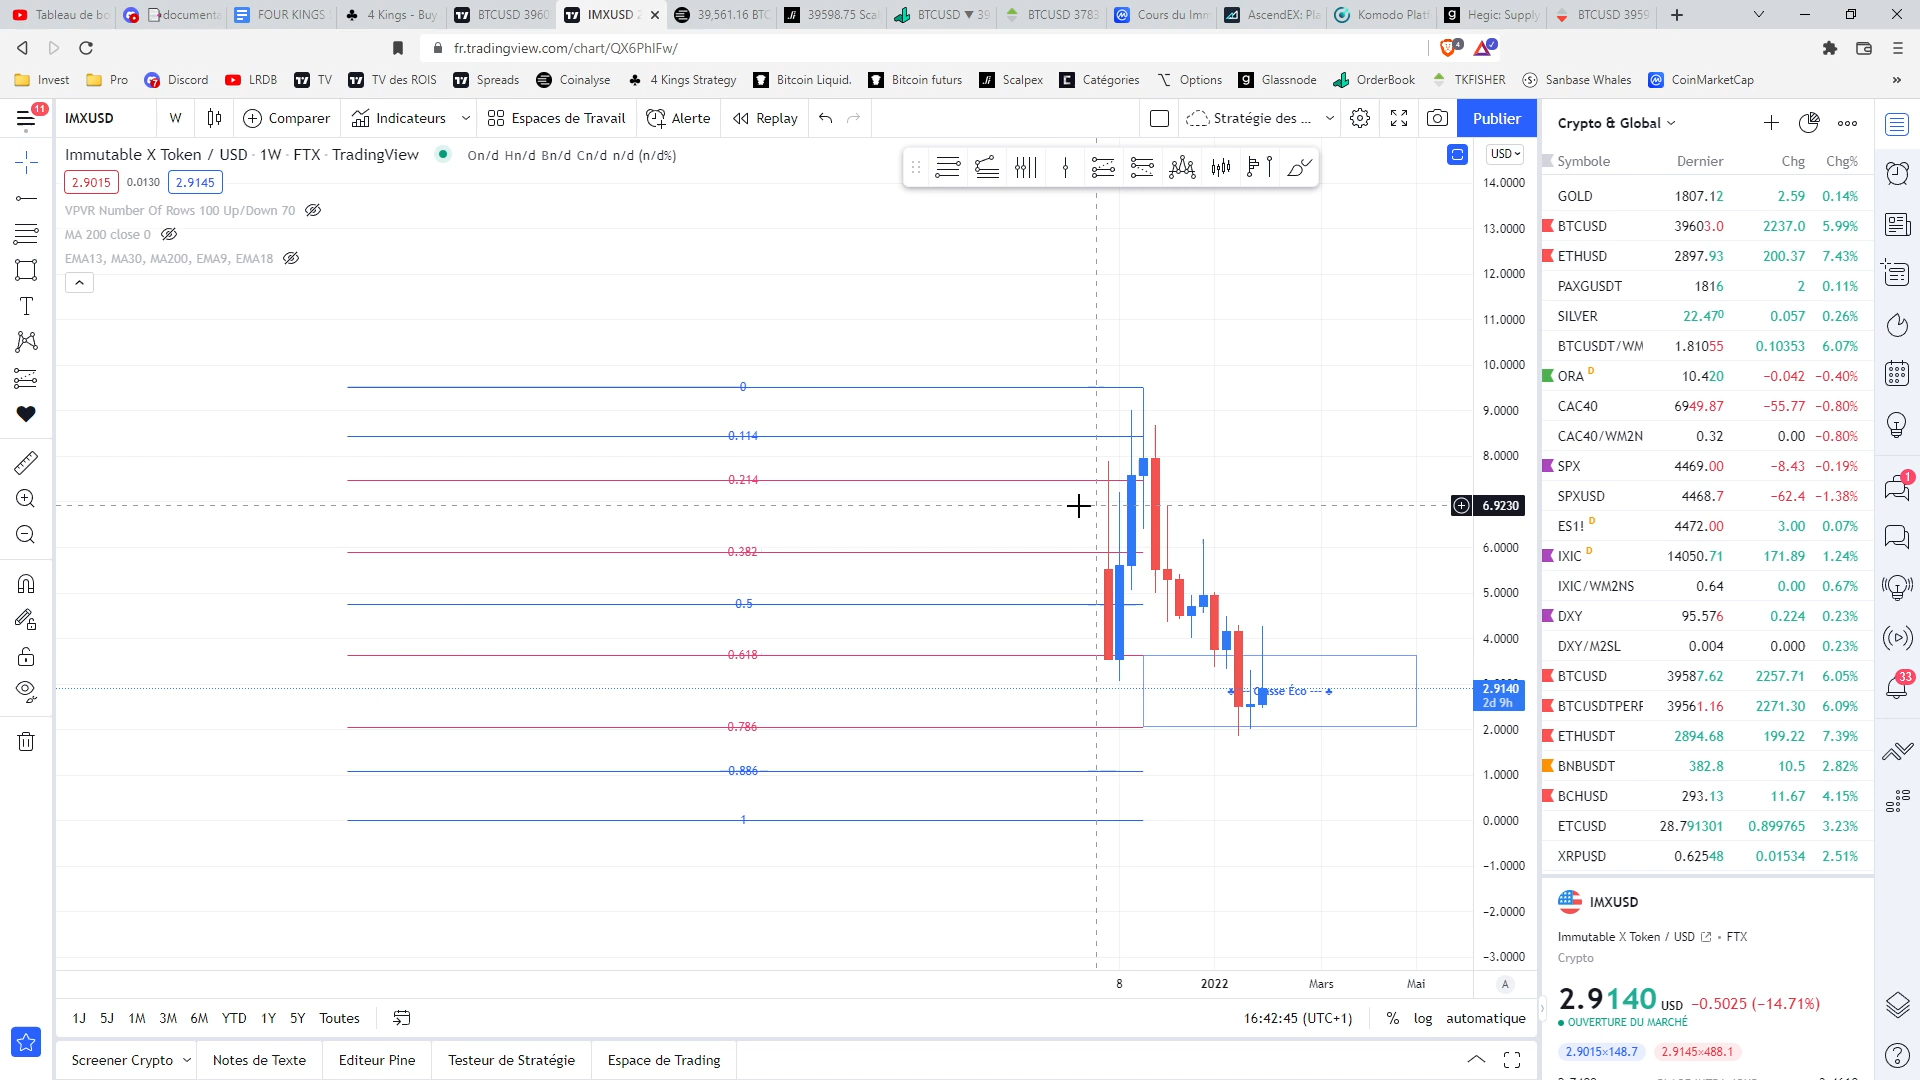 Tableau de bo
documenta
FOUR KINGS
4 Kings - Buy
BTCUSD 3960
IMXUSD 2
39,561.16 BTC
39598.75 Scal
BTCUSD ▼ 39
BTCUSD 3783
Cours du Imm
AscendEX: Pla
Komodo Platf
Hegic: Supply
BTCUSD 3959
fr.tradingview.com/chart/QX6PhIFw/
4
Invest
Pro
Discord
LRDB
TV
TV des ROIS
Spreads
Coinalyse
4 Kings Strategy
Bitcoin Liquid.
Bitcoin futurs
Scalpex
Catégories
Options
Glassnode
OrderBook
TKFISHER
Sanbase Whales
CoinMarketCap
»
11
IMXUSD
W
Comparer
Indicateurs
Espaces de Travail
Alerte
Replay
Stratégie des ...
Publier
Immutable X Token / USD · 1W · FTX · TradingView
On/d Hn/d Bn/d Cn/d n/d (n/d%)
2.9015
0.0130
2.9145
VPVR Number Of Rows 100 Up/Down 70
MA 200 close 0
EMA13, MA30, MA200, EMA9, EMA18
USD
14.0000
13.0000
12.0000
11.0000
10.0000
9.0000
8.0000
6.9230
6.0000
5.0000
4.0000
2.9140
2d 9h
2.0000
1.0000
0.0000
−1.0000
−2.0000
−3.0000
0
0.114
0.214
0.382
0.5
0.618
0.786
0.886
1
8
2022
Mars
Mai
A
1J 5J 1M 3M 6M YTD 1Y 5Y Toutes
16:42:45 (UTC+1)
% log automatique
Screener Crypto
Notes de Texte
Editeur Pine
Testeur de Stratégie
Espace de Trading
Crypto & Global
Symbole Dernier Chg Chg%
GOLD 1807.12 2.59 0.14%
BTCUSD 39603.0 2237.0 5.99%
ETHUSD 2897.93 200.37 7.43%
PAXGUSDT 1816 2 0.11%
SILVER 22.470 0.057 0.26%
BTCUSDT/WM 1.81055 0.10353 6.07%
ORA D 10.420 −0.042 −0.40%
CAC40 6949.87 −55.77 −0.80%
CAC40/WM2N 0.32 0.00 −0.80%
SPX 4469.00 −8.43 −0.19%
SPXUSD 4468.7 −62.4 −1.38%
ES1! D 4472.00 3.00 0.07%
IXIC D 14050.71 171.89 1.24%
IXIC/WM2NS 0.64 0.00 0.67%
DXY 95.576 0.224 0.23%
DXY/M2SL 0.004 0.000 0.23%
BTCUSD 39587.62 2257.71 6.05%
BTCUSDTPERF 39561.16 2271.30 6.09%
ETHUSDT 2894.68 199.22 7.39%
BNBUSDT 382.8 10.5 2.82%
BCHUSD 293.13 11.67 4.15%
ETCUSD 28.791301 0.899765 3.23%
XRPUSD 0.62548 0.01534 2.51%
IMXUSD
Immutable X Token / USD • FTX
Crypto
2.9140 USD −0.5025 (−14.71%)
OUVERTURE DU MARCHÉ
2.9015×148.7
2.9145×488.1
1
33